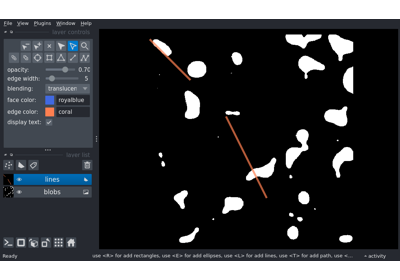 File View Plugins Window Help
layer controls
opacity: 0.70
edge width: 5
blending: translucer
face color: royalblue
edge color: coral
display text:
layer list
lines
blobs
Ready use <R> for add rectangles, use <E> for add ellipses, use <L> for add lines, use <T> for add path, use <... activity